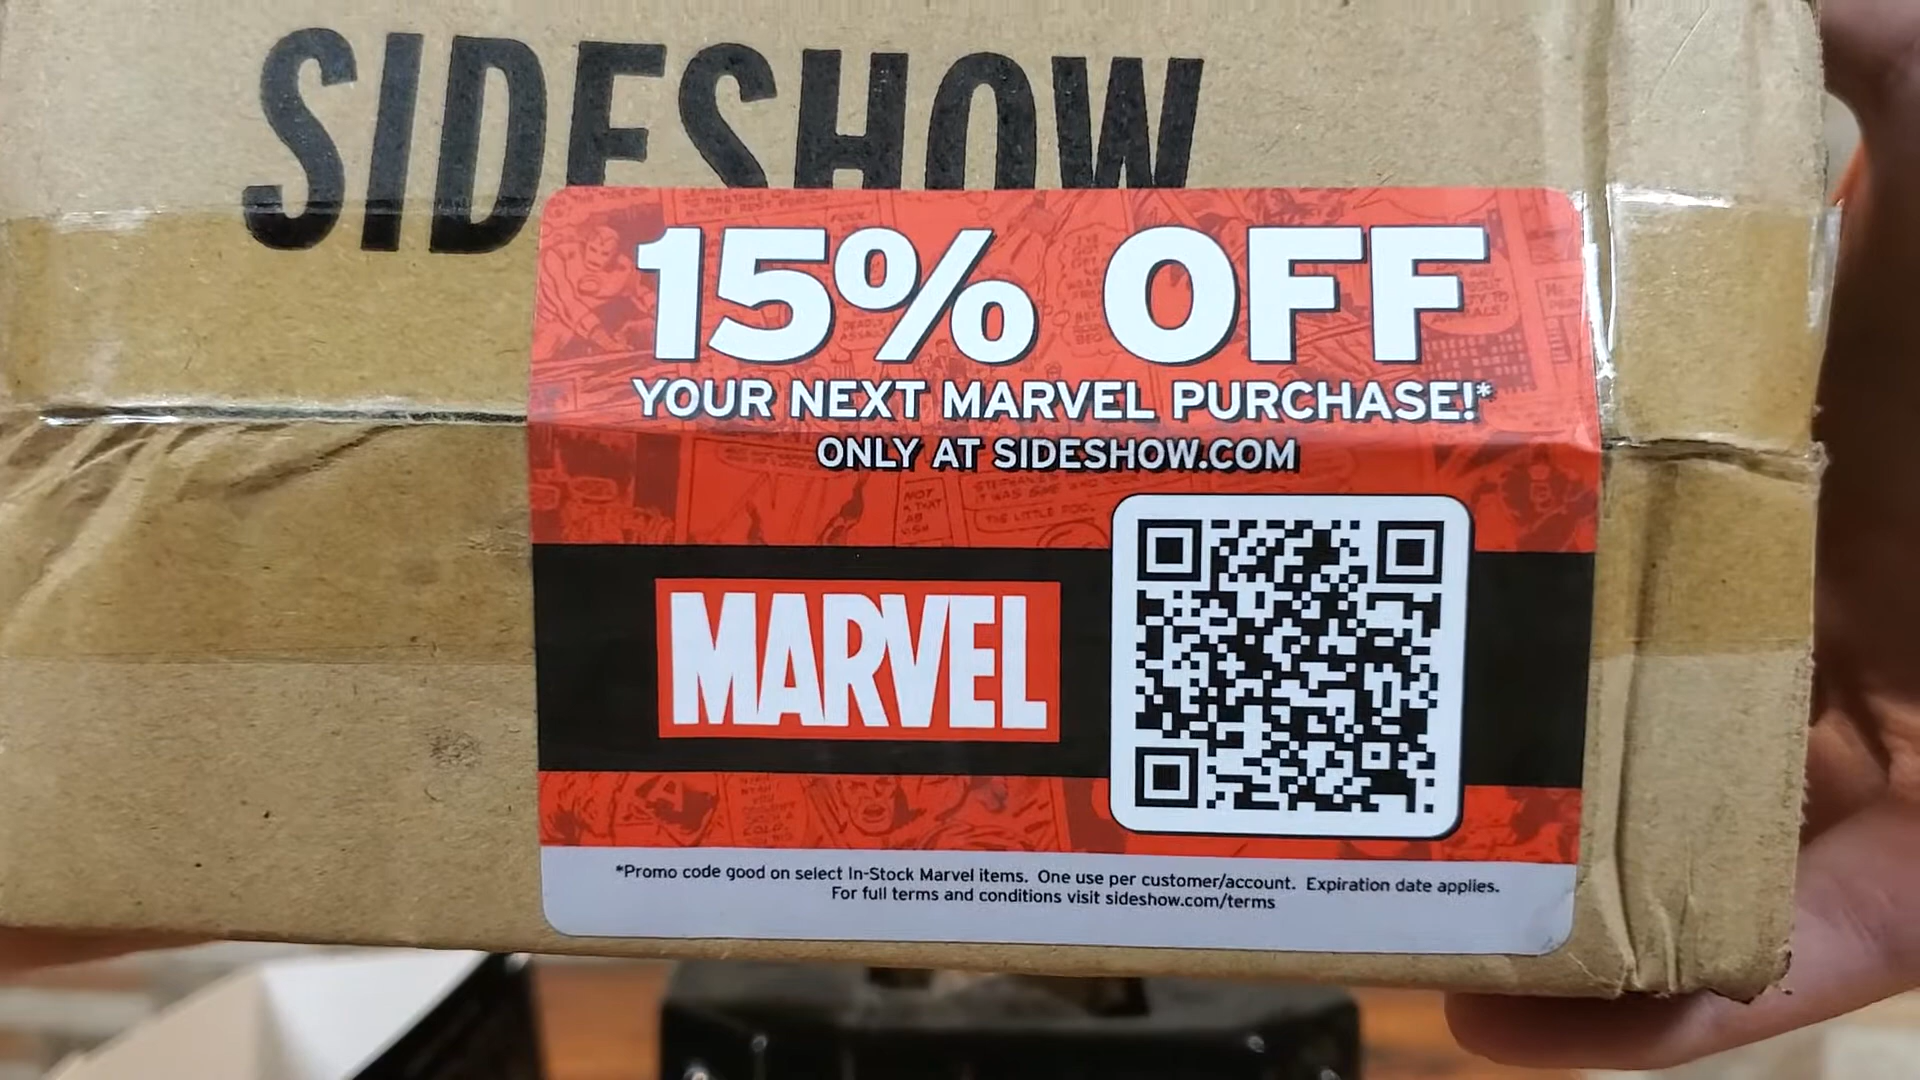 SIDESHOW
15% OFF
YOUR NEXT MARVEL PURCHASE!*
ONLY AT SIDESHOW.COM
MARVEL
*Promo code good on select In-Stock Marvel items. One use per customer/account. Expiration date applies.
For full terms and conditions visit sideshow.com/terms